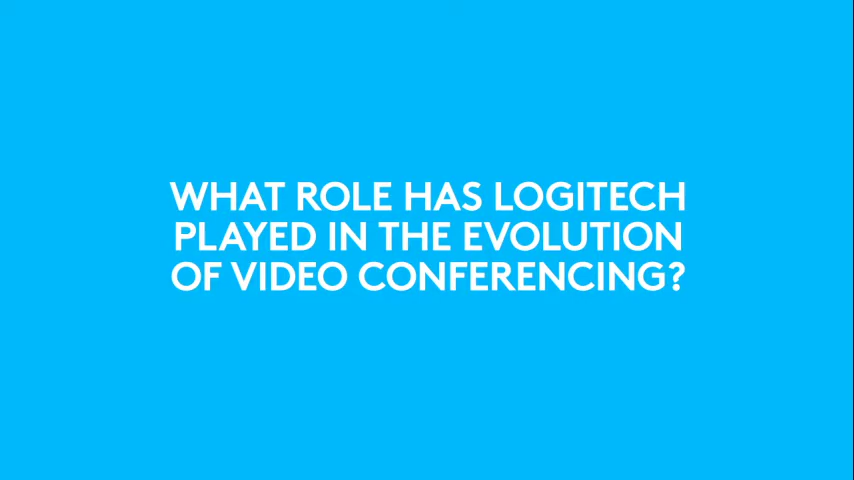 WHAT ROLE HAS LOGITECH
PLAYED IN THE EVOLUTION
OF VIDEO CONFERENCING?